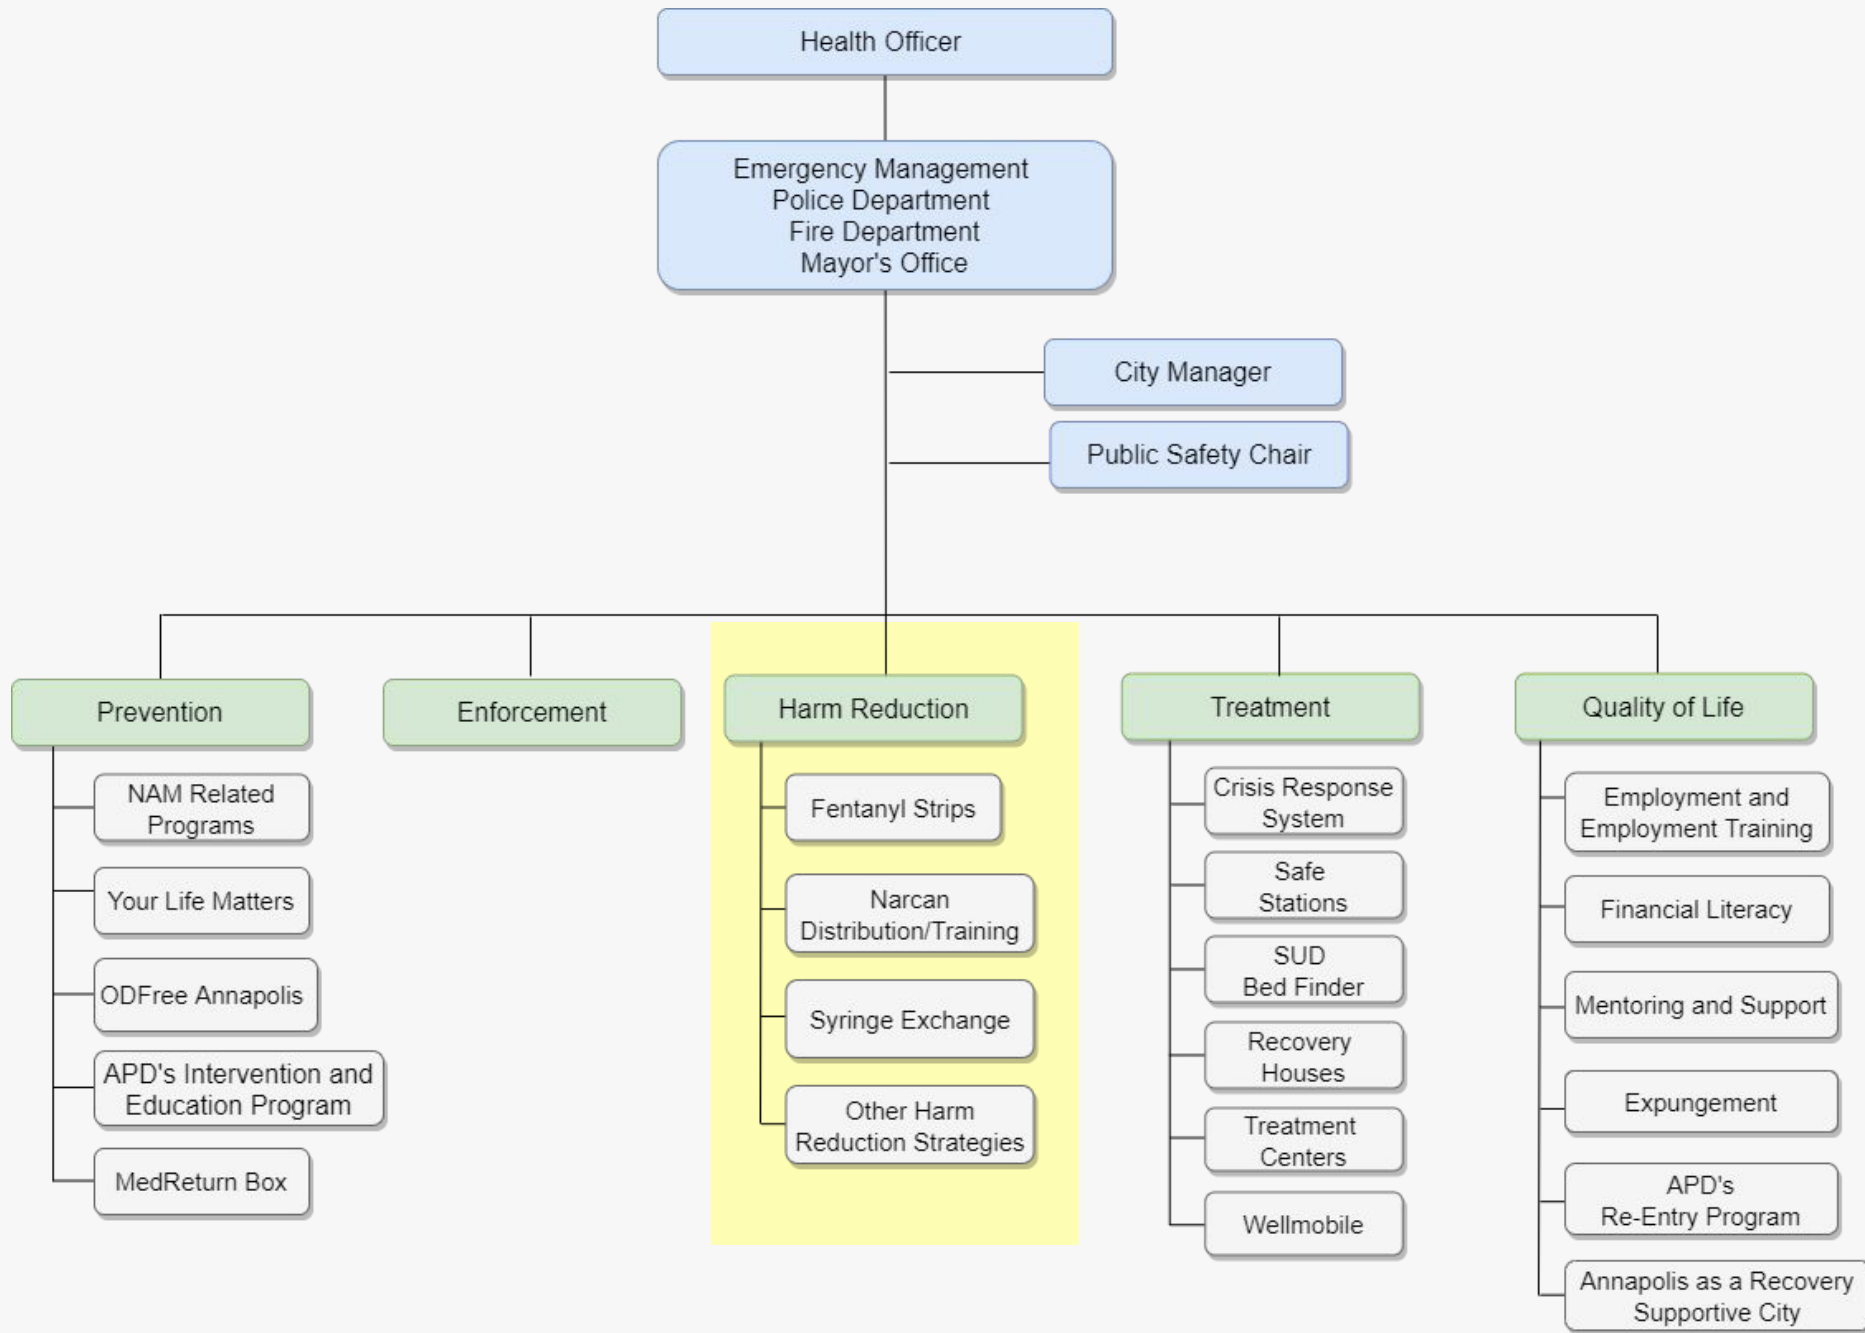 Health Officer
Emergency Management
Police Department
Fire Department
Mayor's Office
City Manager
Public Safety Chair
Prevention
NAM Related
Programs
Your Life Matters
ODFree Annapolis
APD's Intervention and
Education Program
MedReturn Box
Enforcement
Harm Reduction
Fentanyl Strips
Narcan
Distribution/Training
Syringe Exchange
Other Harm
Reduction Strategies
Treatment
Crisis Response
System
Safe
Stations
SUD
Bed Finder
Recovery
Houses
Treatment
Centers
Wellmobile
Quality of Life
Employment and
Employment Training
Financial Literacy
Mentoring and Support
Expungement
APD's
Re-Entry Program
Annapolis as a Recovery
Supportive City